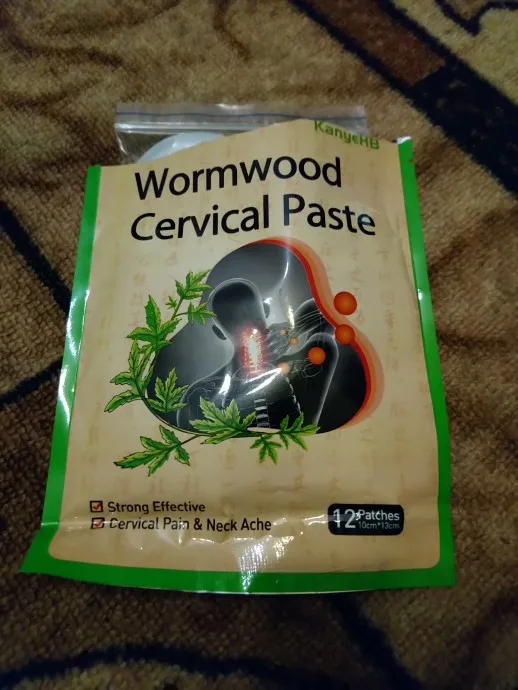 KanyeHB
Wormwood
Cervical Paste
Strong Effective
Cervical Pain & Neck Ache
12 Patches
10cm*13cm